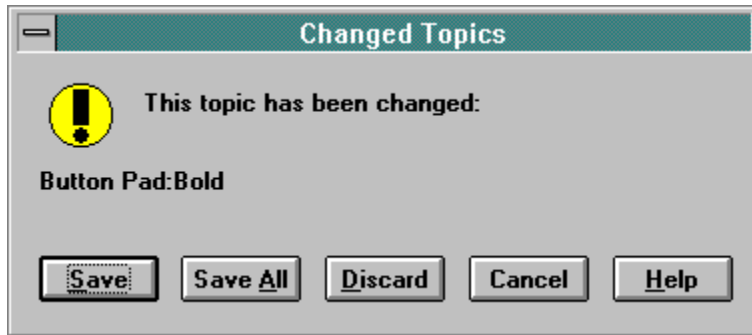 Changed Topics
This topic has been changed:
Button Pad:Bold
Save Save All Discard Cancel Help